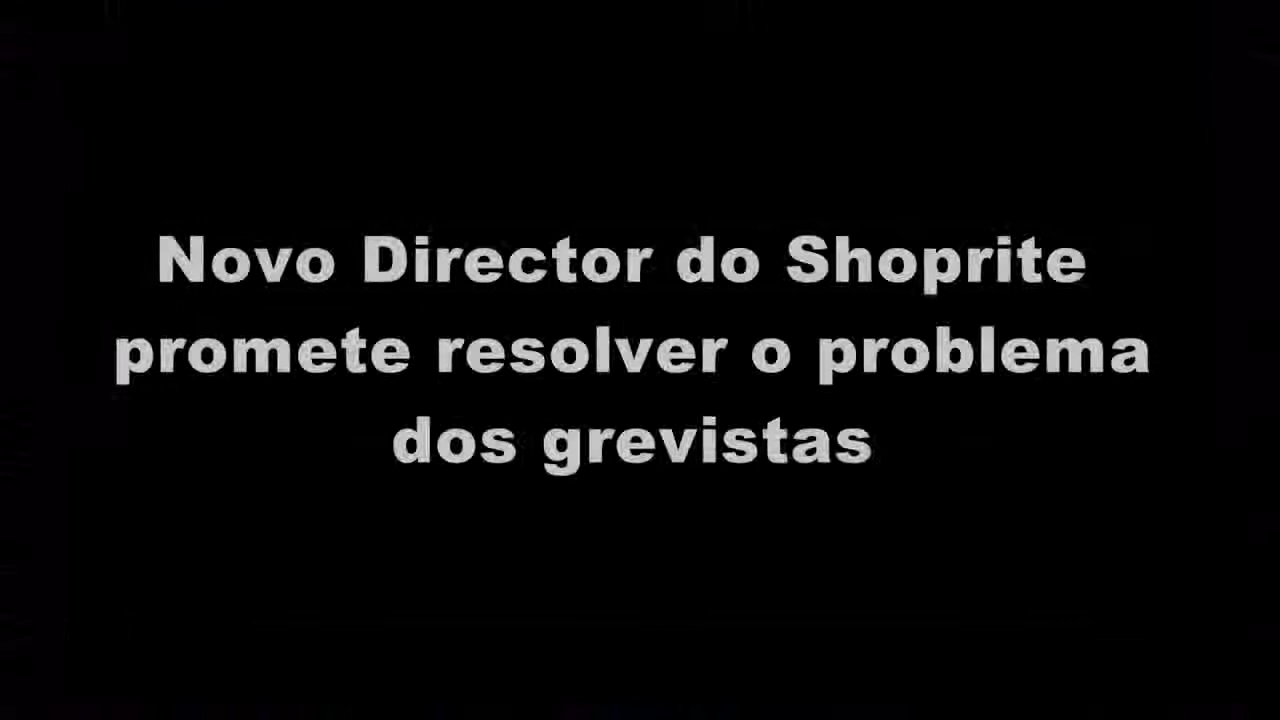 Novo Director do Shoprite
promete resolver o problema
dos grevistas